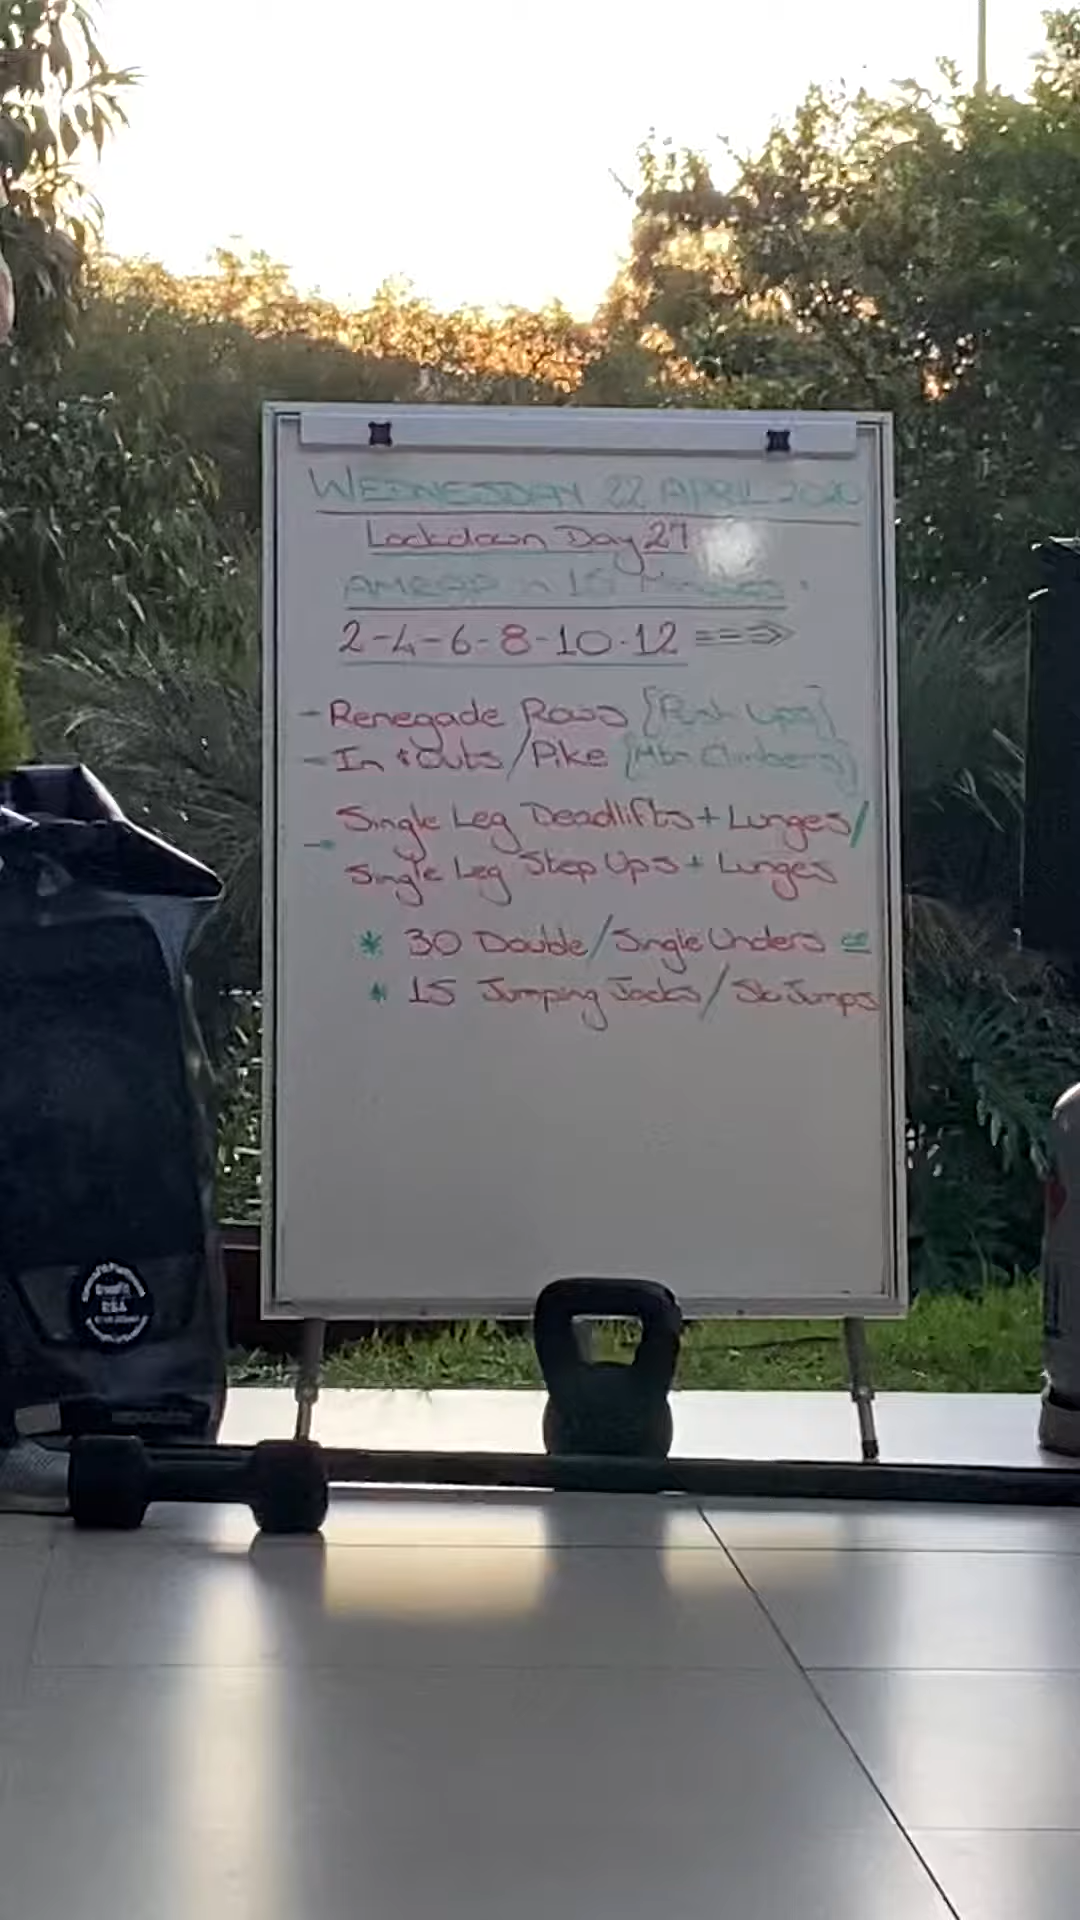 WEDNESDAY 22 APRIL 2020
Lockdown Day 27
AMRAP in 15 Minutes
2-4-6-8-10-12 ===>
- Renegade Rows [Push Ups]
- In + Outs / Pike [Mtn Climbers]
- Single Leg Deadlifts + Lunges /
Single Leg Step Ups + Lunges
* 30 Double / Single Unders or
* 15 Jumping Jacks / Jumps